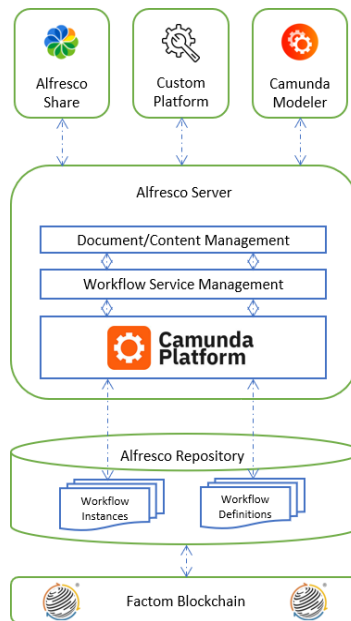 Alfresco
Share
Custom
Platform
Camunda
Modeler
Alfresco Server
Document/Content Management
Workflow Service Management
Camunda
Platform
Alfresco Repository
Workflow
Instances
Workflow
Definitions
Factom Blockchain